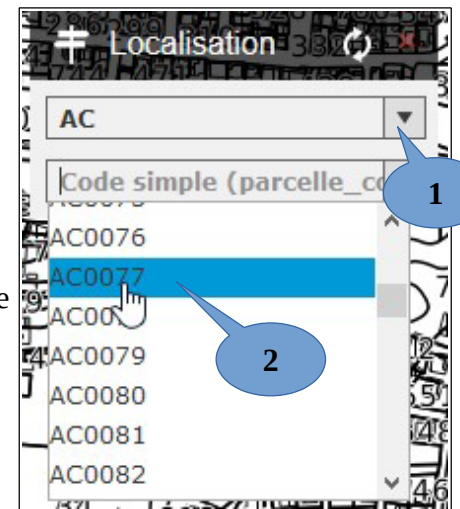 Localisation
AC
1
Code simple (parcelle_co
AC0076
AC0077
e
AC0079
2
AC0080
AC0081
AC0082